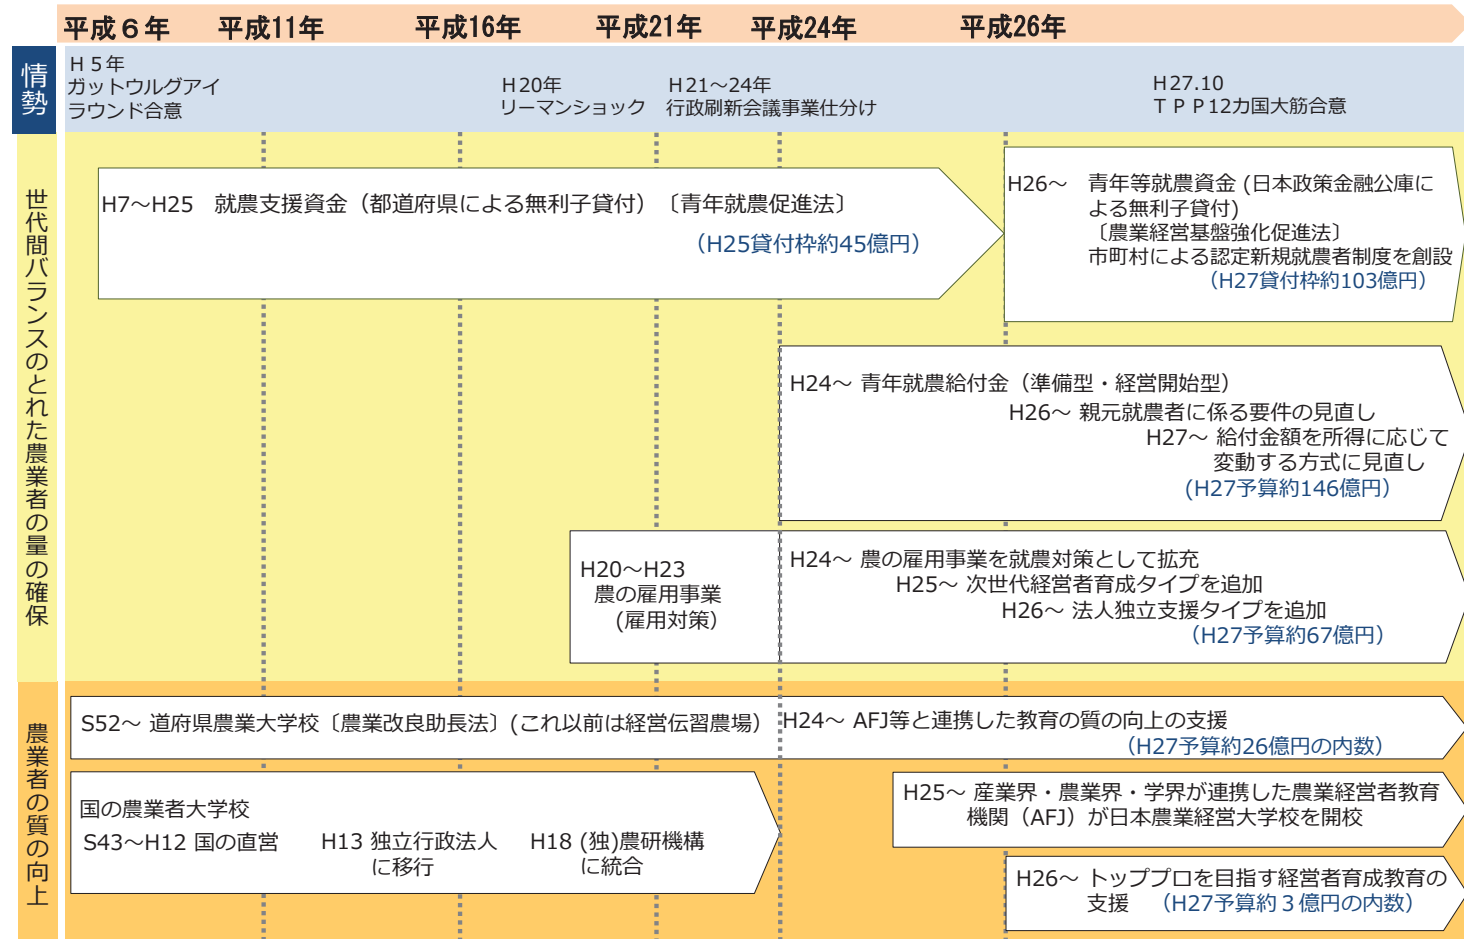 平成６年
平成11年
平成16年
平成21年
平成24年
平成26年
情勢
H５年
ガットウルグアイ
ラウンド合意
H20年
リーマンショック
H21～24年
行政刷新会議事業仕分け
H27.10
ＴＰＰ12カ国大筋合意
世代間バランスのとれた農業者の量の確保
H7～H25 就農支援資金（都道府県による無利子貸付）〔青年就農促進法〕
（H25貸付枠約45億円）
H26～ 青年等就農資金 (日本政策金融公庫に
よる無利子貸付)
〔農業経営基盤強化促進法〕
市町村による認定新規就農者制度を創設
（H27貸付枠約103億円）
H24～ 青年就農給付金（準備型・経営開始型）
H26～ 親元就農者に係る要件の見直し
H27～ 給付金額を所得に応じて
変動する方式に見直し
(H27予算約146億円）
H20～H23
農の雇用事業
(雇用対策）
H24～ 農の雇用事業を就農対策として拡充
H25～ 次世代経営者育成タイプを追加
H26～ 法人独立支援タイプを追加
（H27予算約67億円）
農業者の質の向上
S52～ 道府県農業大学校〔農業改良助長法〕(これ以前は経営伝習農場）
H24～ AFJ等と連携した教育の質の向上の支援
（H27予算約26億円の内数）
国の農業者大学校
S43～H12 国の直営
H13 独立行政法人
に移行
H18 (独)農研機構
に統合
H25～ 産業界・農業界・学界が連携した農業経営者教育
機関（AFJ）が日本農業経営大学校を開校
H26～ トッププロを目指す経営者育成教育の
支援 （H27予算約３億円の内数）